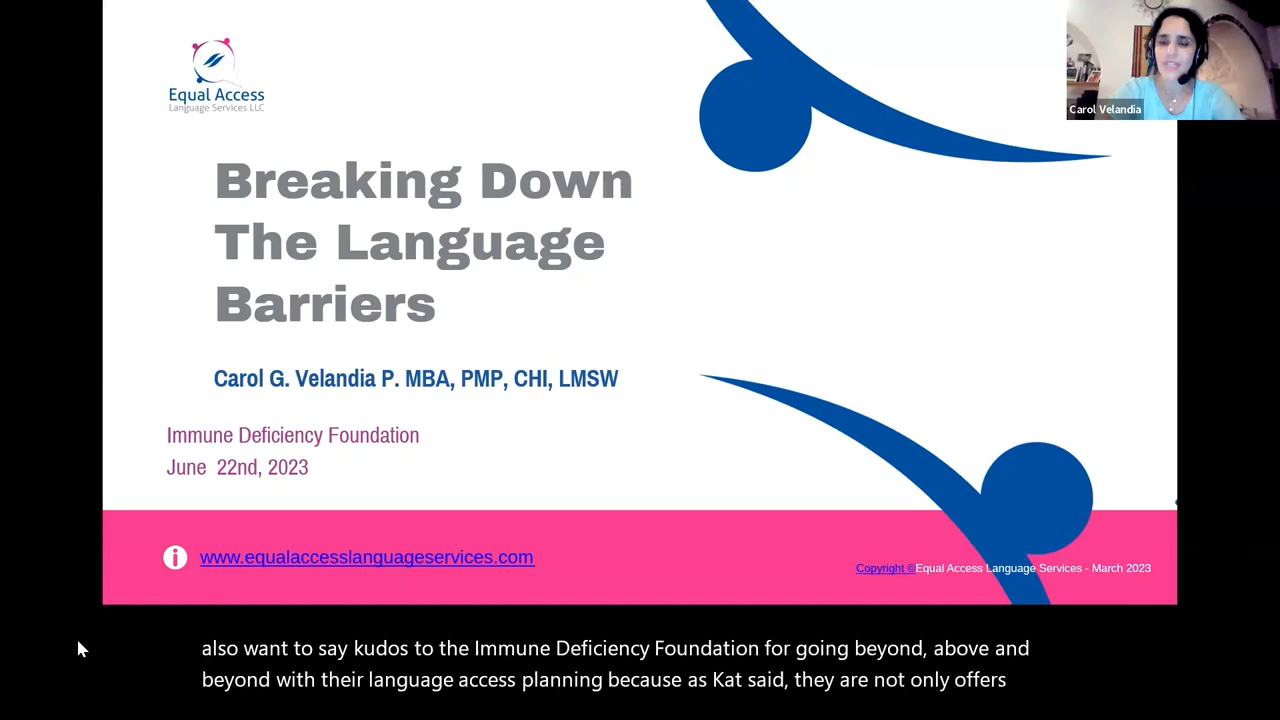 Equal Access
Language Services LLC
Carol Velandia
Breaking Down
The Language
Barriers
Carol G. Velandia P. MBA, PMP, CHI, LMSW
Immune Deficiency Foundation
June 22nd, 2023
www.equalaccesslanguageservices.com
Copyright ©Equal Access Language Services - March 2023
also want to say kudos to the Immune Deficiency Foundation for going beyond, above and
beyond with their language access planning because as Kat said, they are not only offers